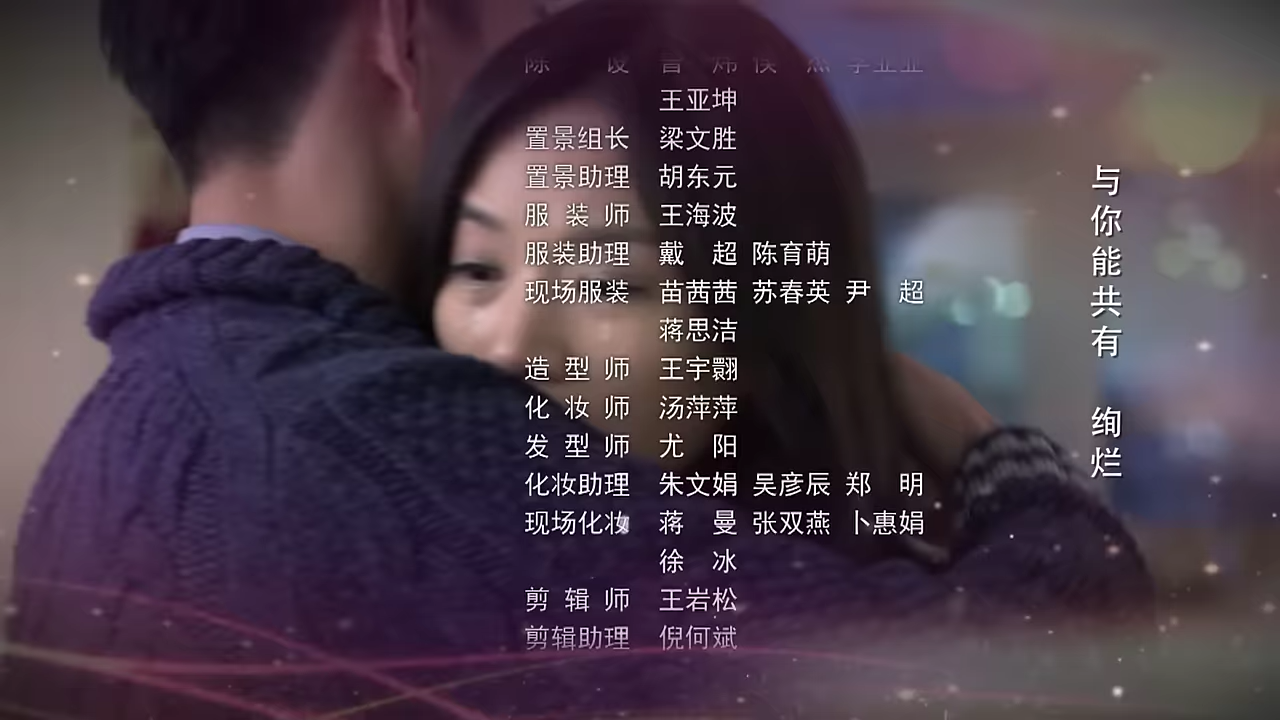 陈　设
王亚坤
置景组长 梁文胜
置景助理 胡东元
服装师 王海波
服装助理 戴　超 陈育萌
现场服装 苗茜茜 苏春英 尹　超
蒋思洁
造型师 王宇翾
化妆师 汤萍萍
发型师 尤　阳
化妆助理 朱文娟 吴彦辰 郑　明
现场化妆 蒋　曼 张双燕 卜惠娟
徐　冰
剪辑师 王岩松
剪辑助理 倪何斌
与你能共有 绚烂